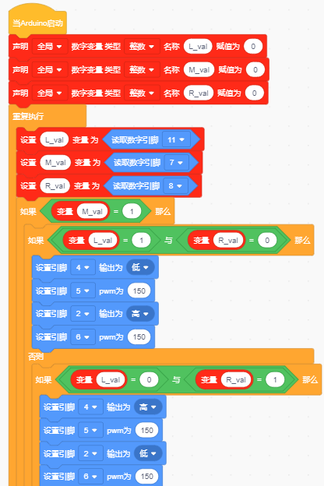 当Arduino启动
声明 全局 数字变量 类型 整数 名称 L_val 赋值为 0
声明 全局 数字变量 类型 整数 名称 M_val 赋值为 0
声明 全局 数字变量 类型 整数 名称 R_val 赋值为 0
重复执行
设置 L_val 变量 为 读取数字引脚 11
设置 M_val 变量 为 读取数字引脚 7
设置 R_val 变量 为 读取数字引脚 8
如果 变量 M_val = 1 那么
如果 变量 L_val = 1 与 变量 R_val = 0 那么
设置引脚 4 输出为 低
设置引脚 5 pwm为 150
设置引脚 2 输出为 高
设置引脚 6 pwm为 150
否则
如果 变量 L_val = 0 与 变量 R_val = 1 那么
设置引脚 4 输出为 高
设置引脚 5 pwm为 150
设置引脚 2 输出为 低
设置引脚 6 pwm为 150